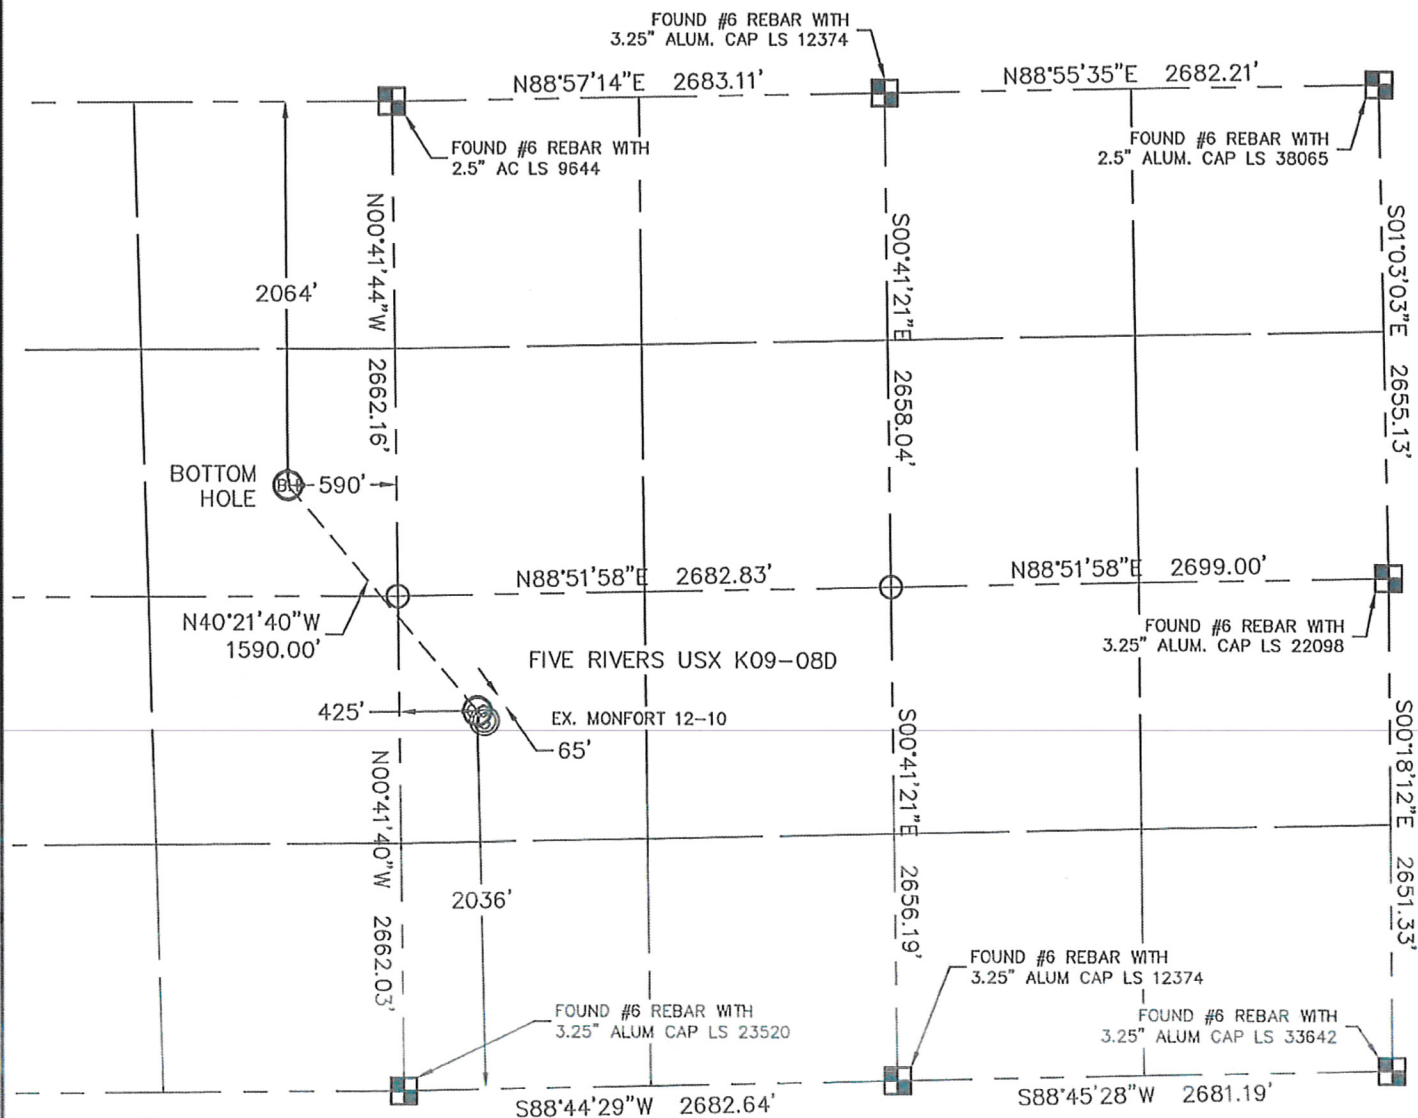 FOUND #6 REBAR WITH
3.25" ALUM. CAP LS 12374
N88°57'14"E 2683.11'
N88°55'35"E 2682.21'
FOUND #6 REBAR WITH
2.5" AC LS 9644
FOUND #6 REBAR WITH
2.5" ALUM. CAP LS 38065
N00°41'44"W 2662.16'
S00°41'21"E 2658.04'
S01°03'03"E 2655.13'
2064'
BOTTOM
HOLE
BH
590'
N88°51'58"E 2682.83'
N88°51'58"E 2699.00'
N40°21'40"W
1590.00'
FOUND #6 REBAR WITH
3.25" ALUM. CAP LS 22098
FIVE RIVERS USX K09-08D
425'
EX. MONFORT 12-10
65'
N00°41'40"W 2662.03'
S00°41'21"E 2656.19'
S00°18'12"E 2651.33'
2036'
FOUND #6 REBAR WITH
3.25" ALUM CAP LS 12374
FOUND #6 REBAR WITH
3.25" ALUM CAP LS 23520
FOUND #6 REBAR WITH
3.25" ALUM CAP LS 33642
S88°44'29"W 2682.64'
S88°45'28"W 2681.19'